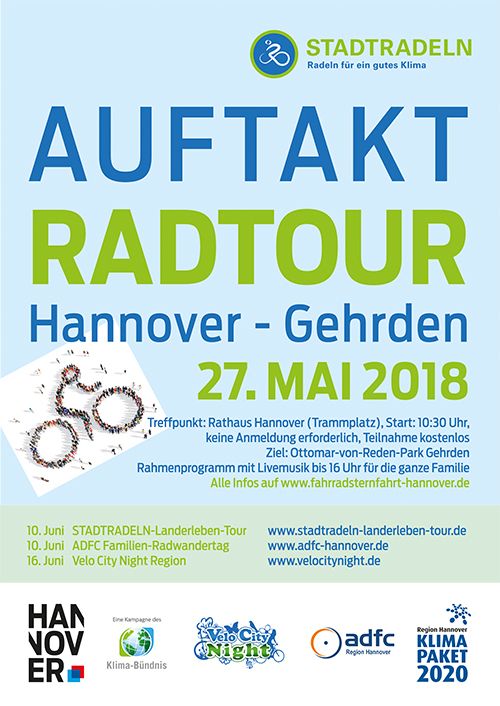 STADTRADELN
Radeln für ein gutes Klima
AUFTAKT
RADTOUR
Hannover - Gehrden
27. MAI 2018
Treffpunkt: Rathaus Hannover (Trammplatz), Start: 10:30 Uhr,
keine Anmeldung erforderlich, Teilnahme kostenlos
Ziel: Ottomar-von-Reden-Park Gehrden
Rahmenprogramm mit Livemusik bis 16 Uhr für die ganze Familie
Alle Infos auf www.fahrradsternfahrt-hannover.de
10. Juni STADTRADELN-Landerleben-Tour www.stadtradeln-landerleben-tour.de
10. Juni ADFC Familien-Radwandertag www.adfc-hannover.de
16. Juni Velo City Night Region www.velocitynight.de
HAN
NOV
ER
Eine Kampagne des
Klima-Bündnis
Velo City
Night
adfc
Region Hannover
Region Hannover
KLIMA
PAKET
2020